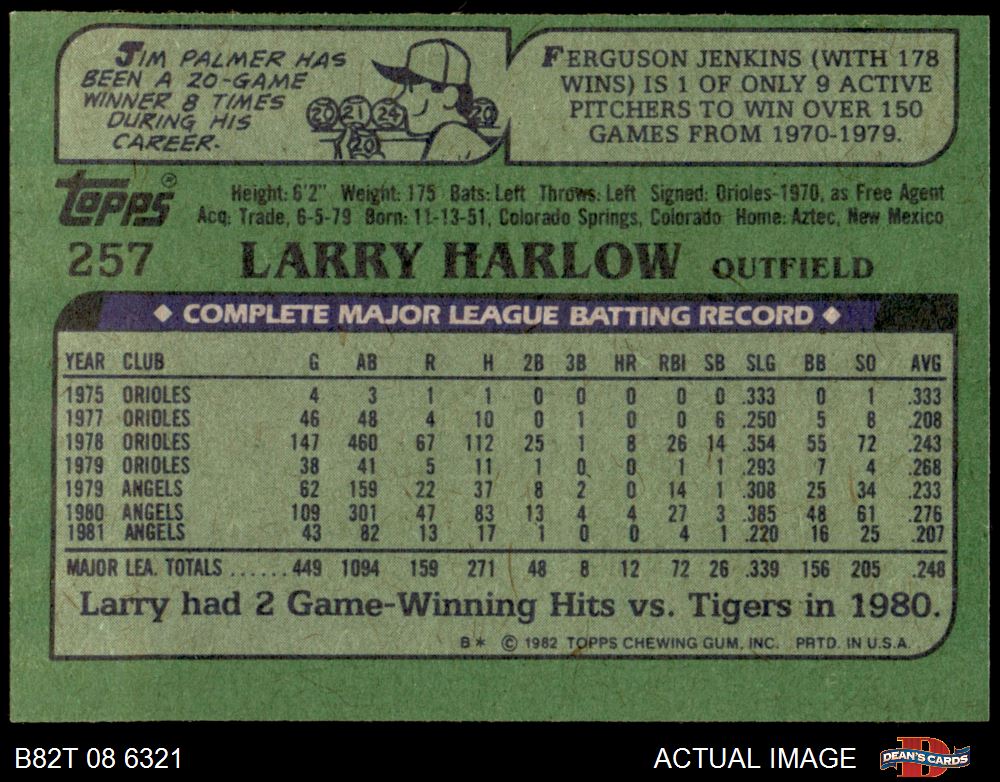 JIM PALMER HAS
BEEN A 20-GAME
WINNER 8 TIMES
DURING HIS
CAREER.
20 21 24 20
20
FERGUSON JENKINS (WITH 178
WINS) IS 1 OF ONLY 9 ACTIVE
PITCHERS TO WIN OVER 150
GAMES FROM 1970-1979.
topps®
Height: 6'2" Weight: 175 Bats: Left Throws: Left Signed: Orioles-1970, as Free Agent
Acq: Trade, 6-5-79 Born: 11-13-51, Colorado Springs, Colorado Home: Aztec, New Mexico
257 LARRY HARLOW OUTFIELD
◆ COMPLETE MAJOR LEAGUE BATTING RECORD ◆
YEAR CLUB G AB R H 2B 3B HR RBI SB SLG BB SO AVG
1975 ORIOLES 4 3 1 1 0 0 0 0 0 .333 0 1 .333
1977 ORIOLES 46 48 4 10 0 1 0 0 6 .250 5 8 .208
1978 ORIOLES 147 460 67 112 25 1 8 26 14 .354 55 72 .243
1979 ORIOLES 38 41 5 11 1 0 0 1 1 .293 7 4 .268
1979 ANGELS 62 159 22 37 8 2 0 14 1 .308 25 34 .233
1980 ANGELS 109 301 47 83 13 4 4 27 3 .385 48 61 .276
1981 ANGELS 43 82 13 17 1 0 0 4 1 .220 16 25 .207
MAJOR LEA. TOTALS ...... 449 1094 159 271 48 8 12 72 26 .339 156 205 .248
Larry had 2 Game-Winning Hits vs. Tigers in 1980.
B* © 1982 TOPPS CHEWING GUM, INC. PRTD. IN U.S.A.
B82T 08 6321 ACTUAL IMAGE DEAN'S CARDS